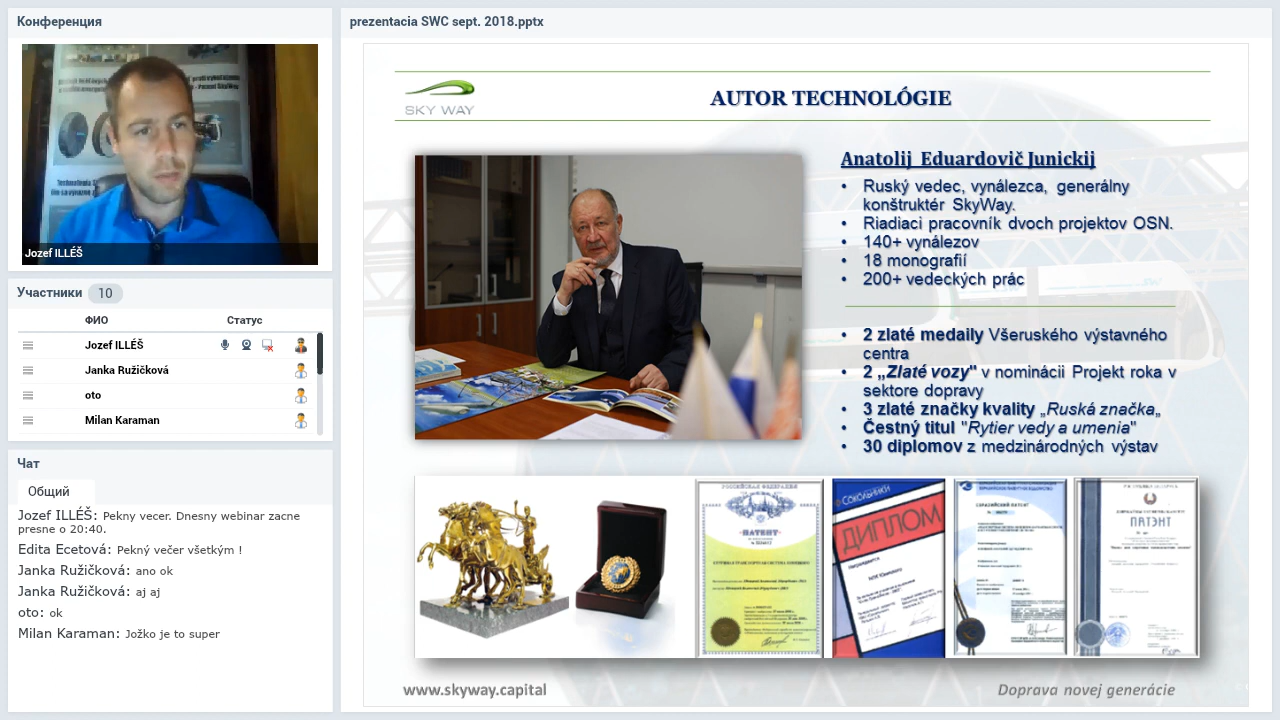 Конференция
Jozef ILLÉŠ
Участники 10
ФИО Статус
Jozef ILLÉŠ
Janka Ružičková
oto
Milan Karaman
Чат
Общий
Jozef ILLÉŠ: Pekny vecer. Dnesny webinar zacne
presne o 20:40.
Edita Ecetová: Pekný večer všetkým !
Janka Ružičková: ano ok
Janka Ružičková: aj aj
oto: ok
Milan Karaman: Jožko je to super
prezentacia SWC sept. 2018.pptx
SKY WAY
AUTOR TECHNOLÓGIE
Anatolij Eduardovič Junickij
• Ruský vedec, vynálezca, generálny
konštruktér SkyWay.
• Riadiaci pracovník dvoch projektov OSN.
• 140+ vynálezov
• 18 monografií
• 200+ vedeckých prác
• 2 zlaté medaily Všeruského výstavného
centra
• 2 „Zlaté vozy" v nominácii Projekt roka v
sektore dopravy
• 3 zlaté značky kvality „Ruská značka„
• Čestný titul "Rytier vedy a umenia"
• 30 diplomov z medzinárodných výstav
ПАТЕНТ
СОКОЛЬНИКИ
ДИПЛОМ
ПАТЭНТ
www.skyway.capital
Doprava novej generácie